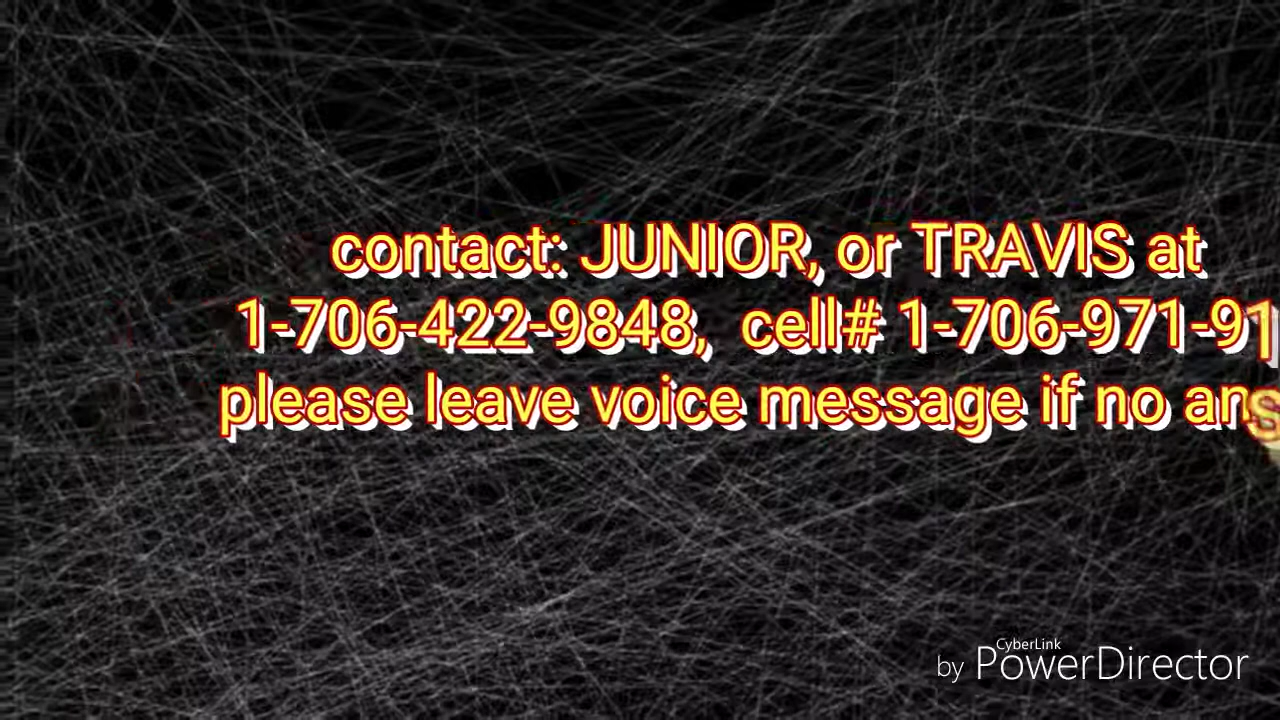 contact: JUNIOR, or TRAVIS at
1-706-422-9848, cell# 1-706-971-91
please leave voice message if no ans
CyberLink
by PowerDirector